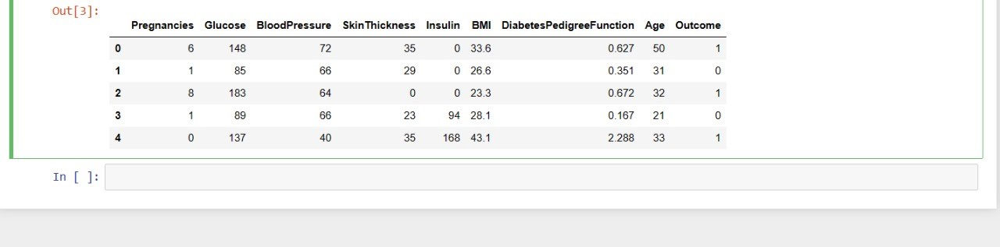 Out[3]:
Pregnancies Glucose BloodPressure SkinThickness Insulin BMI DiabetesPedigreeFunction Age Outcome
0 6 148 72 35 0 33.6 0.627 50 1
1 1 85 66 29 0 26.6 0.351 31 0
2 8 183 64 0 0 23.3 0.672 32 1
3 1 89 66 23 94 28.1 0.167 21 0
4 0 137 40 35 168 43.1 2.288 33 1
In [ ]: